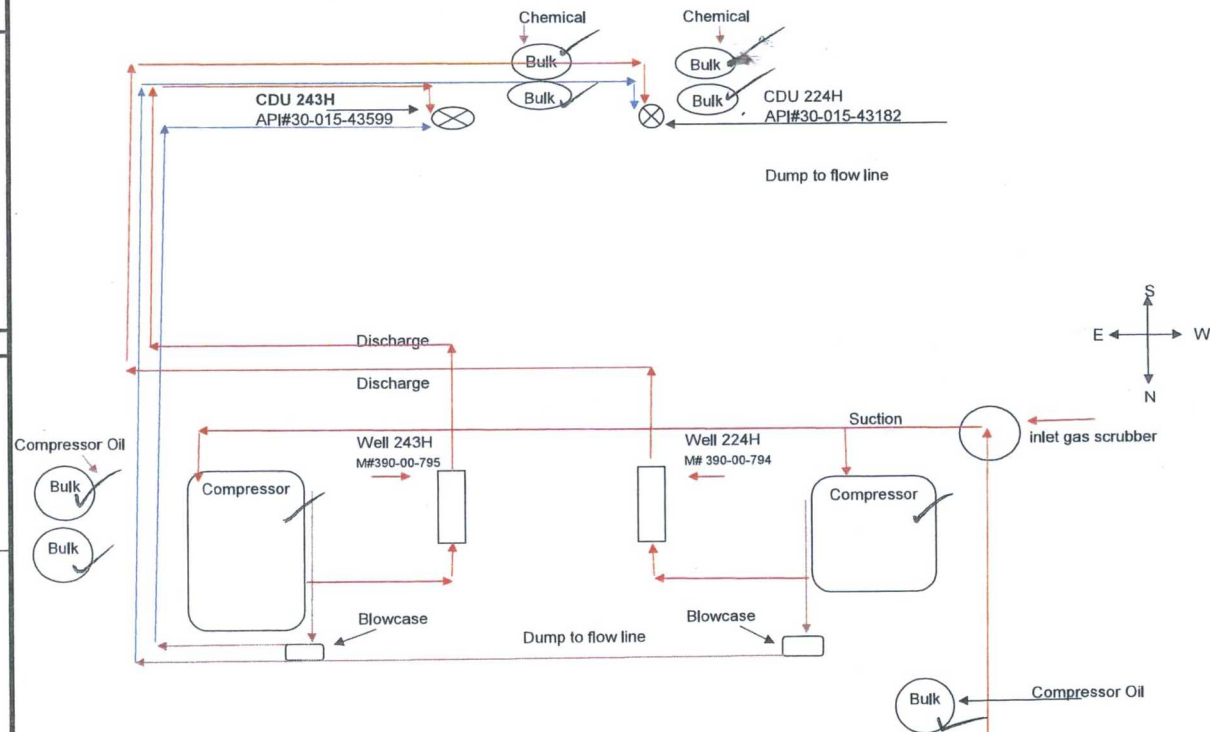 Chemical
Chemical
Bulk
Bulk
Bulk
Bulk
CDU 243H
API#30-015-43599
CDU 224H
API#30-015-43182
Dump to flow line
S
E
W
N
Discharge
Discharge
Suction
inlet gas scrubber
Compressor Oil
Well 243H
M#390-00-795
Well 224H
M# 390-00-794
Bulk
Bulk
Compressor
Compressor
Blowcase
Blowcase
Dump to flow line
Bulk
Compressor Oil